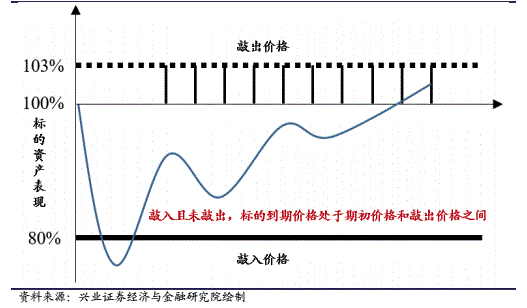 敲出价格
103%
100%
标的资产表现
敲入且未敲出，标的到期价格处于期初价格和敲出价格之间
80%
敲入价格
资料来源：兴业证券经济与金融研究院绘制